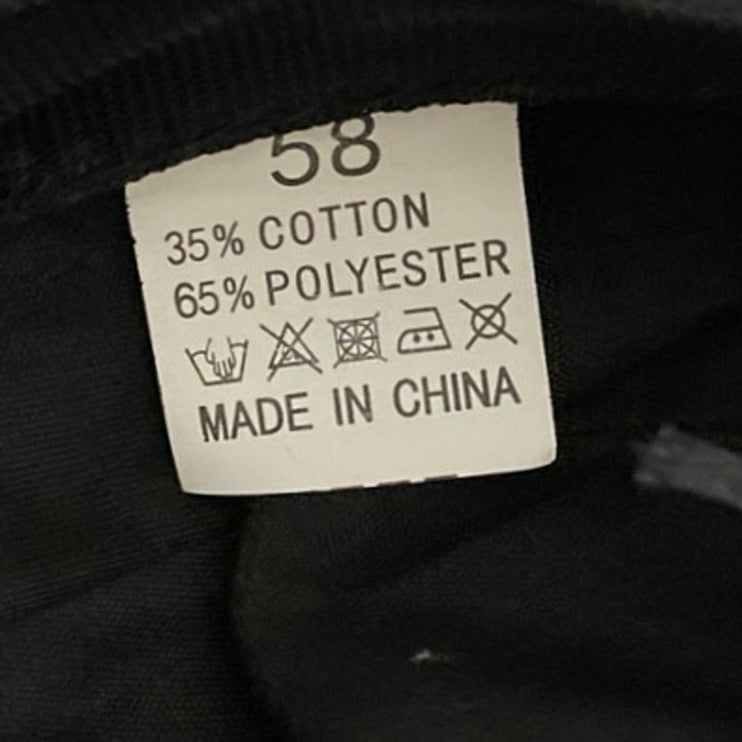 58
35% COTTON
65% POLYESTER
MADE IN CHINA